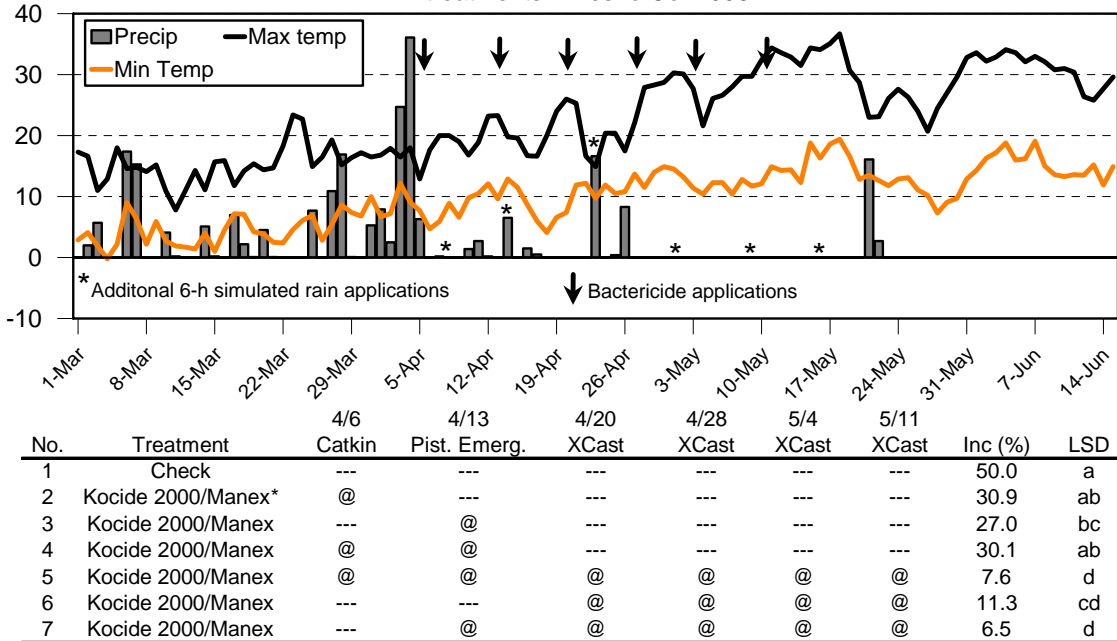 40
30
20
10
0
-10
Precip
Max temp
Min Temp
*
*
*
*
*
*
* Additonal 6-h simulated rain applications
Bactericide applications
1-Mar
8-Mar
15-Mar
22-Mar
29-Mar
5-Apr
12-Apr
19-Apr
26-Apr
3-May
10-May
17-May
24-May
31-May
7-Jun
14-Jun
4/6 4/13 4/20 4/28 5/4 5/11
No. Treatment Catkin Pist. Emerg. XCast XCast XCast XCast Inc (%) LSD
1 Check --- --- --- --- --- --- 50.0 a
2 Kocide 2000/Manex* @ --- --- --- --- --- 30.9 ab
3 Kocide 2000/Manex --- @ --- --- --- --- 27.0 bc
4 Kocide 2000/Manex @ @ --- --- --- --- 30.1 ab
5 Kocide 2000/Manex @ @ @ @ @ @ 7.6 d
6 Kocide 2000/Manex --- --- @ @ @ @ 11.3 cd
7 Kocide 2000/Manex --- @ @ @ @ @ 6.5 d